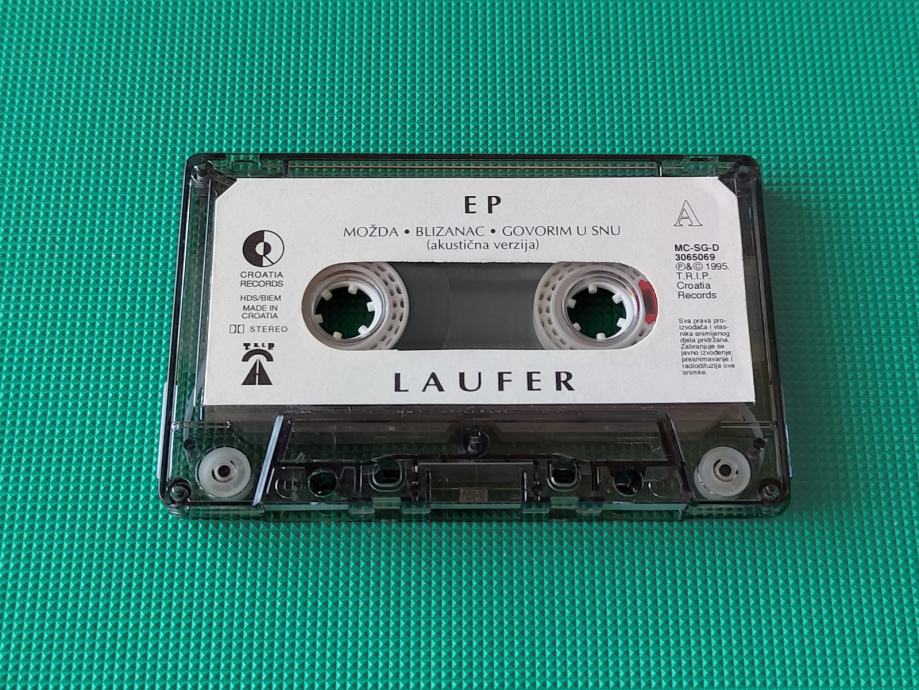 EP
MOŽDA • BLIZANAC • GOVORIM U SNU
(akustična verzija)
A
CROATIA
RECORDS
HDS/BIEM
MADE IN
CROATIA
STEREO
TRIP
MC-SG-D
3065069
℗&© 1995.
T.R.I.P.
Croatia
Records
Sva prava pro-
izvođača i vlas-
nika snimljenog
djela pridržana.
Zabranjuje se
javno izvođenje,
presnimavanje i
radiodifuzija ove
snimke.
LAUFER